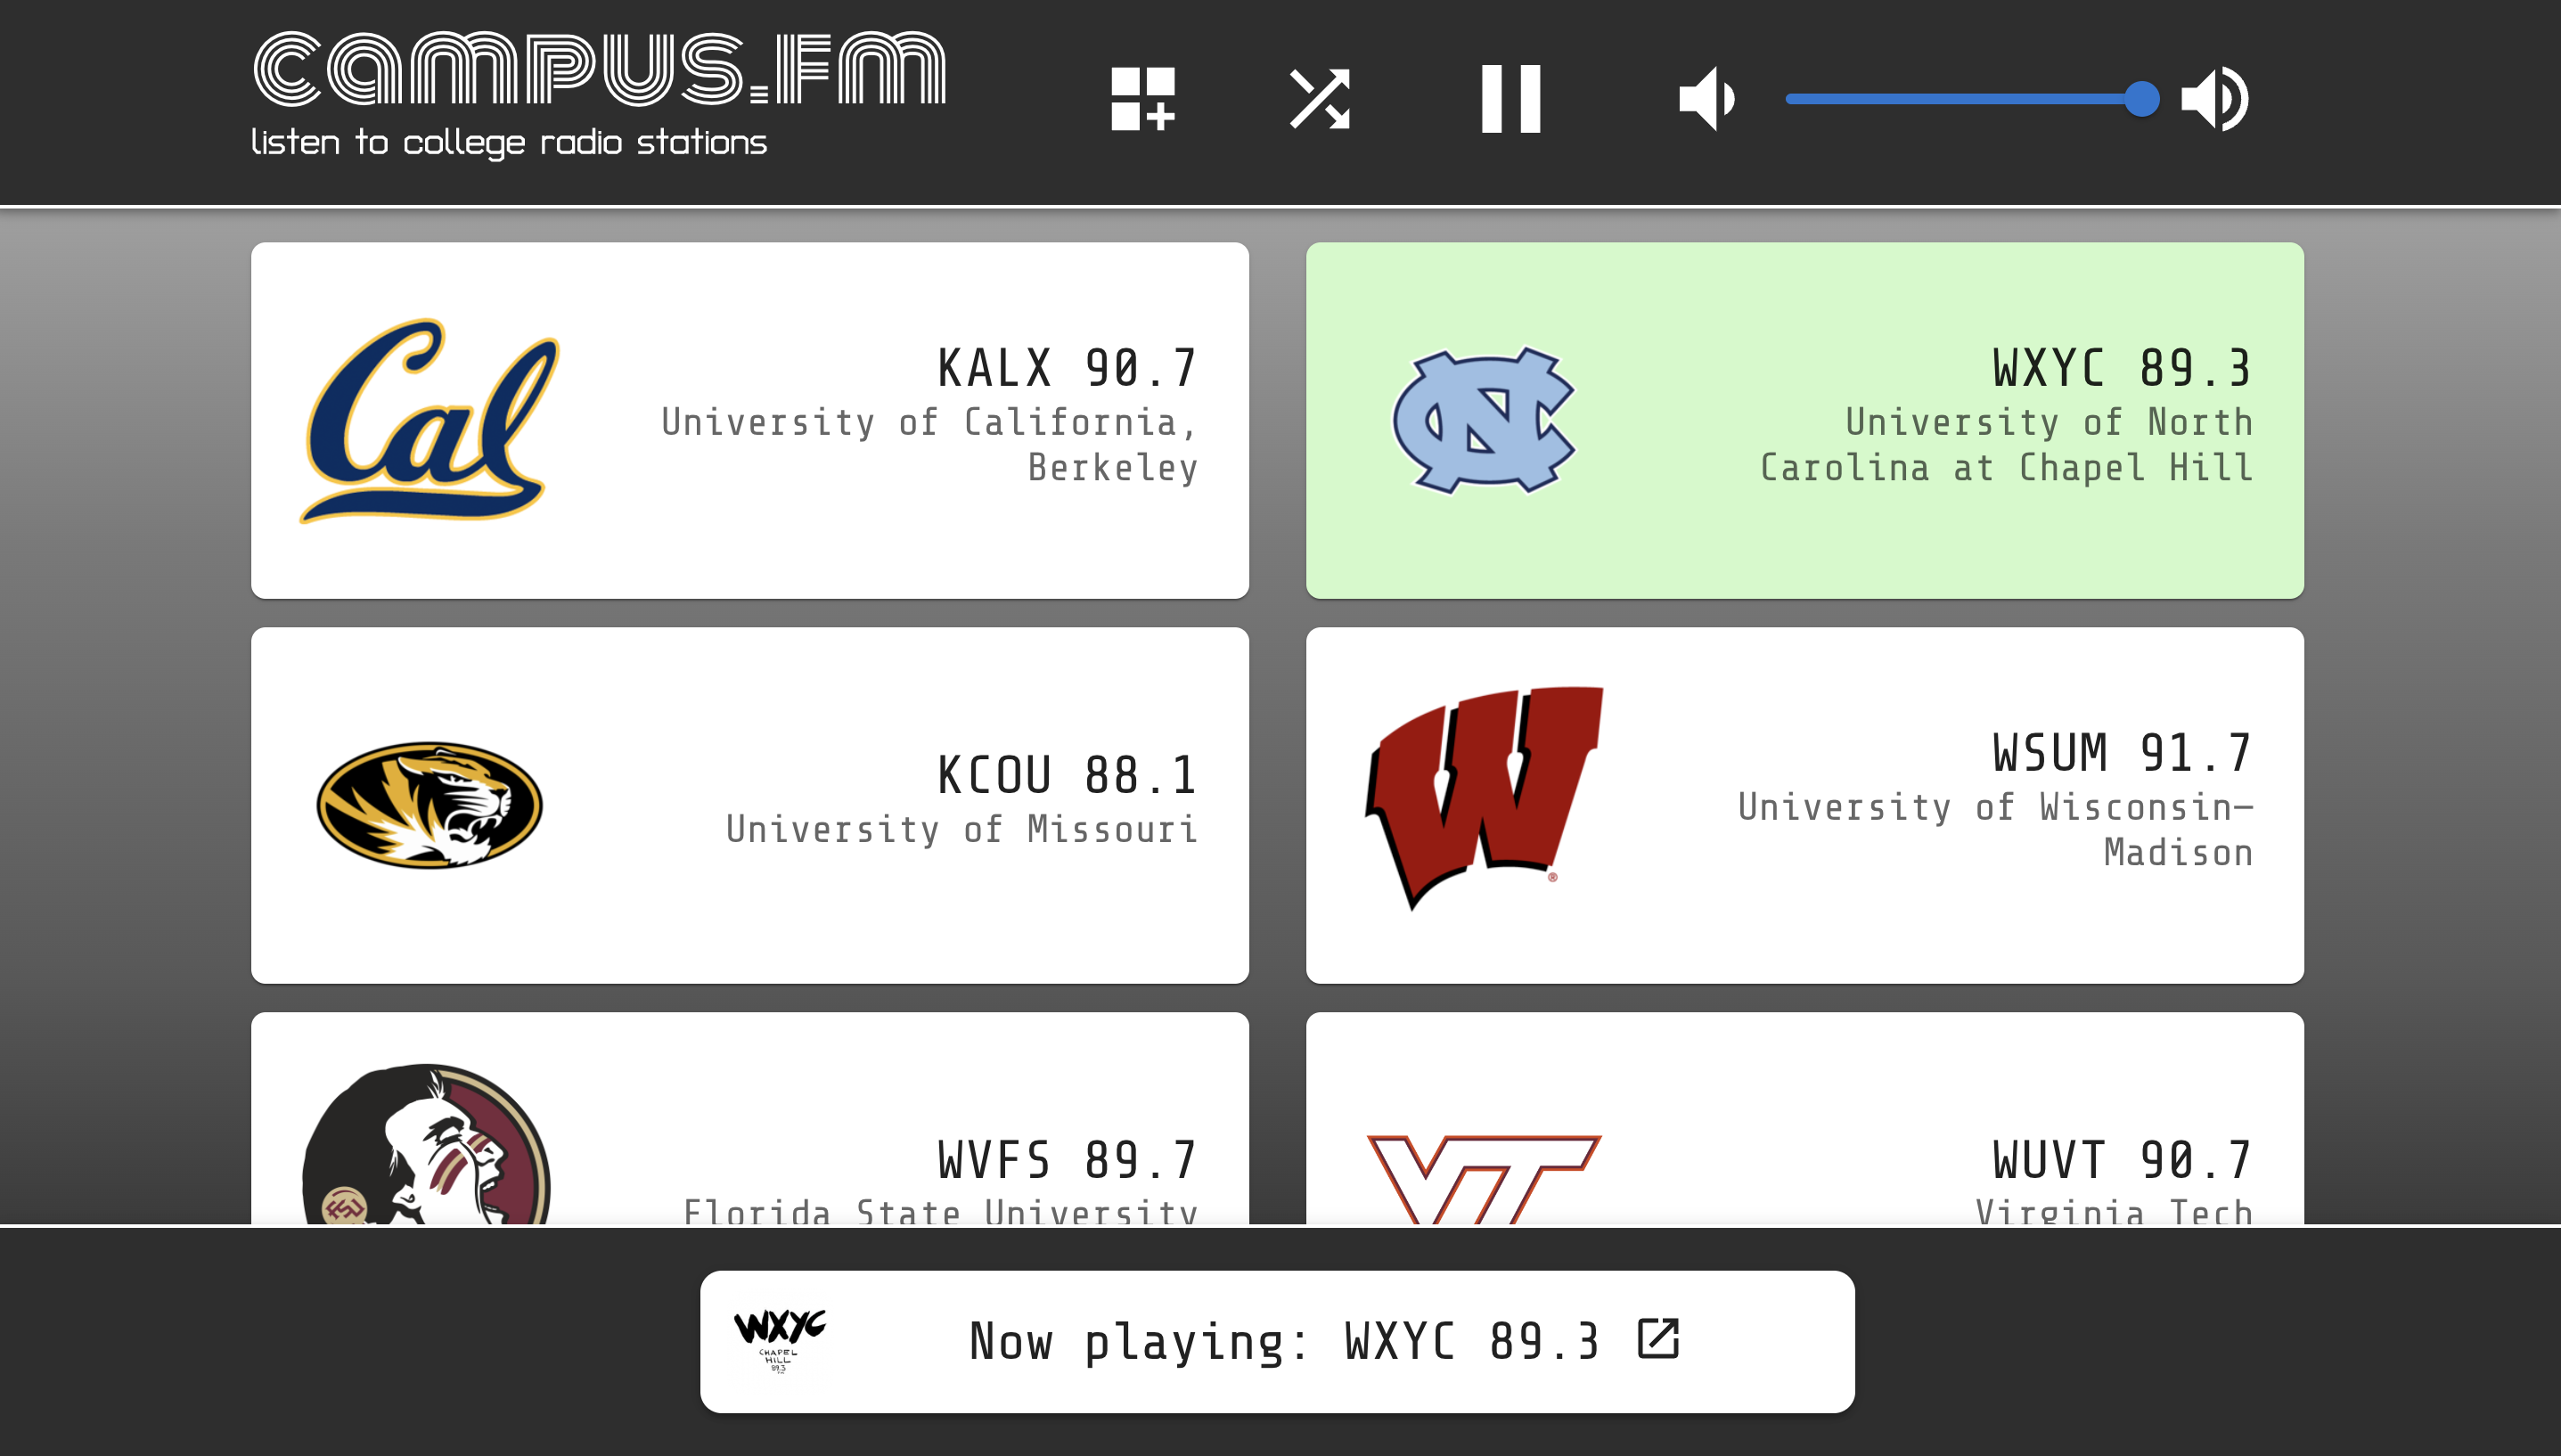 campus.fm
listen to college radio stations
Cal
KALX 90.7
University of California,
Berkeley
NC
WXYC 89.3
University of North
Carolina at Chapel Hill
KCOU 88.1
University of Missouri
W
®
WSUM 91.7
University of Wisconsin–
Madison
FSU
WVFS 89.7
Florida State University
VT
WUVT 90.7
Virginia Tech
WXYC
CHAPEL
HILL
89.3
FM
Now playing: WXYC 89.3